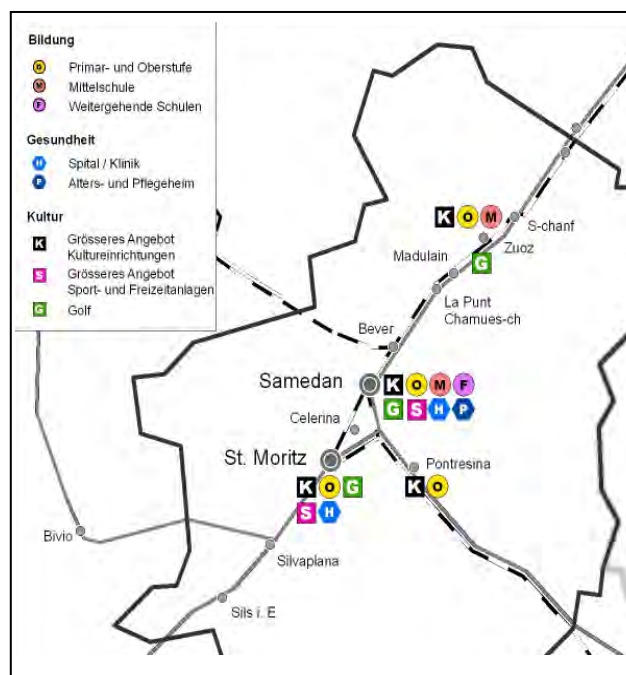 Bildung
O Primar- und Oberstufe
M Mittelschule
F Weitergehende Schulen
Gesundheit
H Spital / Klinik
P Alters- und Pflegeheim
Kultur
K Grösseres Angebot
Kultureinrichtungen
S Grösseres Angebot
Sport- und Freizeitanlagen
G Golf
K O M
S-chanf
Zuoz
G
Madulain
La Punt
Chamues-ch
Bever
Samedan
K O M F
G S H P
Celerina
St. Moritz
Pontresina
K O G
K O
S H
Bivio
Silvaplana
Sils i. E